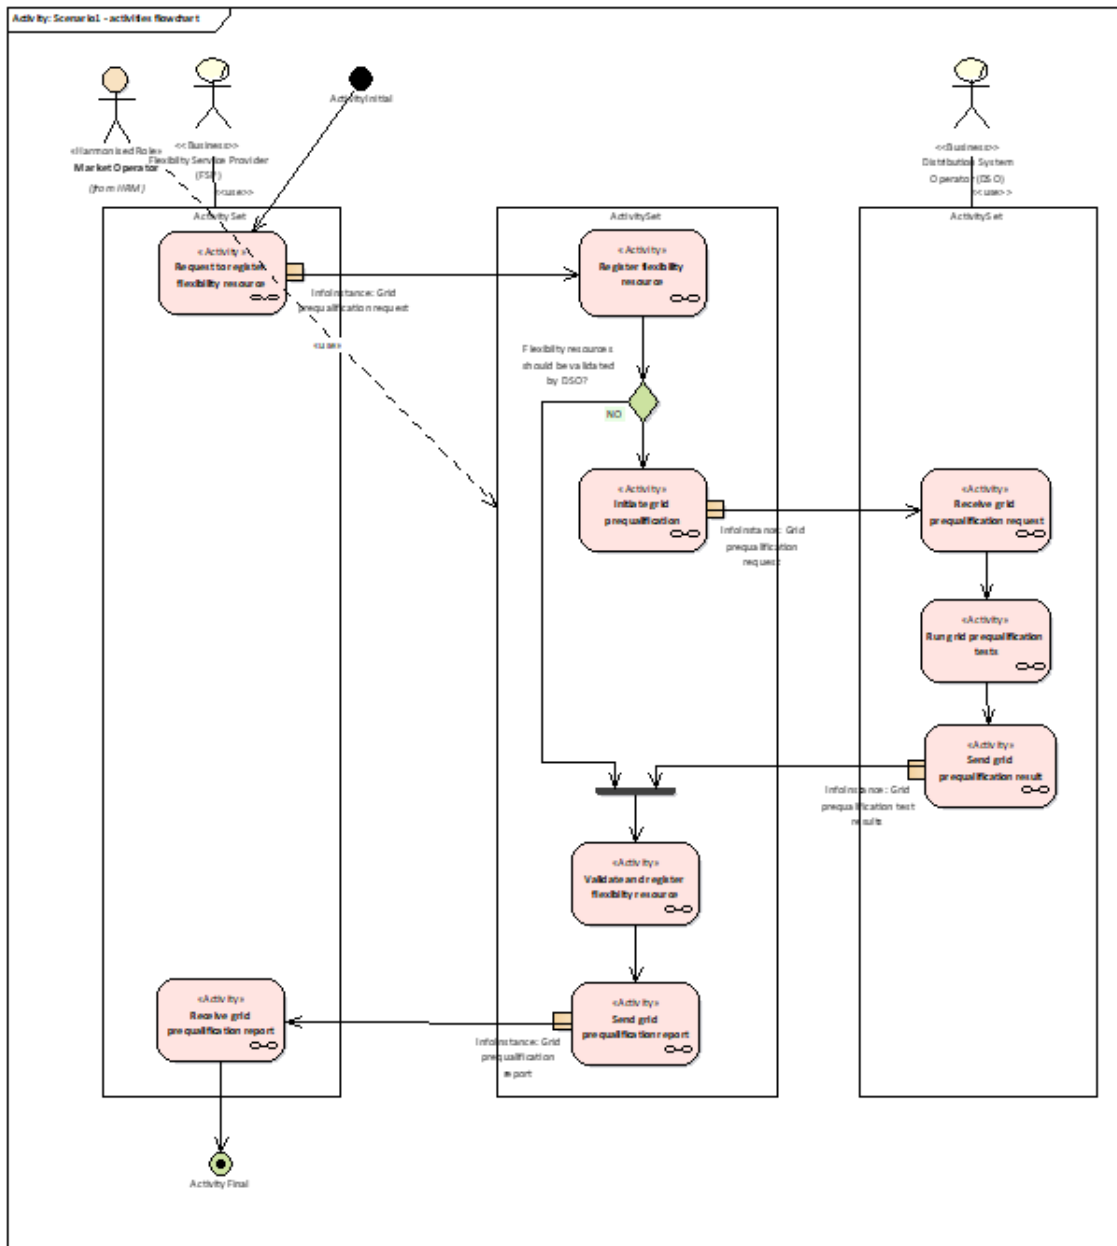 Activity: Scenario1 - activities flowchart
ActivityInitial
«Harmonised Role»
Market Operator
(from HRM)
<<Business>>
Flexibility Service Provider
(FSP)
<<use>>
<<Business>>
Distribution System
Operator (DSO)
<<use>>
ActivitySet
ActivitySet
ActivitySet
«Activity»
Request to register
flexibility resource
InfoInstance: Grid
prequalification request
«use»
«Activity»
Register flexibility
resource
Flexibility resources
should be validated
by DSO?
NO
«Activity»
Initiate grid
prequalification
InfoInstance: Grid
prequalification
request
«Activity»
Receive grid
prequalification request
«Activity»
Run grid prequalification
tests
«Activity»
Send grid
prequalification result
InfoInstance: Grid
prequalification test
results
«Activity»
Validate and register
flexibility resource
«Activity»
Send grid
prequalification report
InfoInstance: Grid
prequalification
report
«Activity»
Receive grid
prequalification report
Activity Final